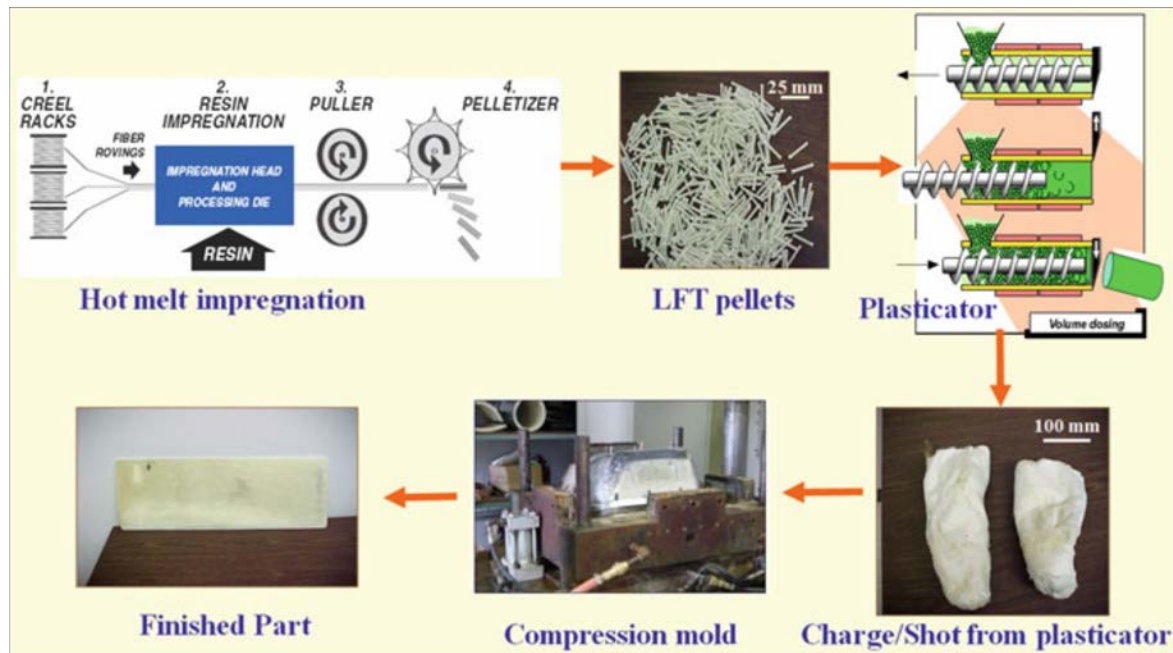 1.
CREEL
RACKS
FIBER
ROVINGS
2.
RESIN
IMPREGNATION
IMPREGNATION HEAD
AND
PROCESSING DIE
RESIN
3.
PULLER
4.
PELLETIZER
Hot melt impregnation
25 mm
LFT pellets
Plasticator
Volume dosing
100 mm
Charge/Shot from plasticator
Compression mold
Finished Part